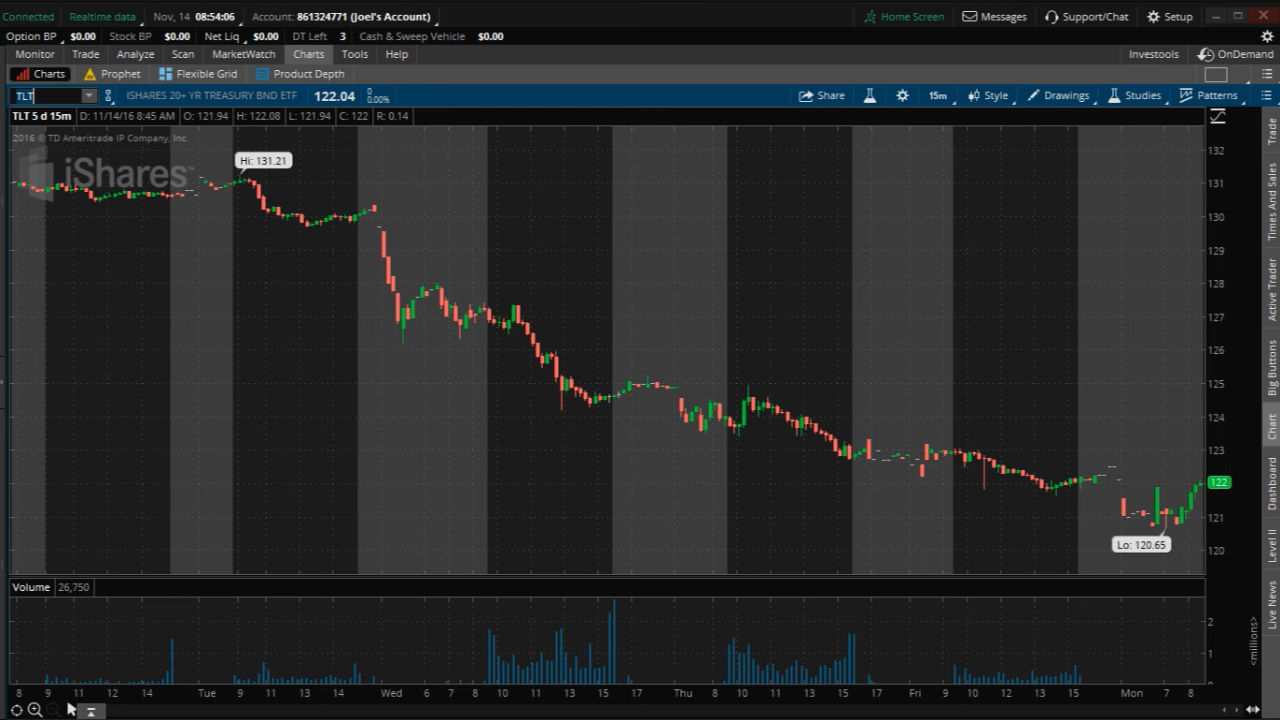 Connected Realtime data Nov, 14 08:54:06 Account: 861324771 (Joel's Account) Home Screen Messages Support/Chat Setup
Option BP $0.00 Stock BP $0.00 Net Liq $0.00 DT Left 3 Cash & Sweep Vehicle $0.00
Monitor Trade Analyze Scan MarketWatch Charts Tools Help Investools OnDemand
Charts Prophet Flexible Grid Product Depth
TLT ISHARES 20+ YR TREASURY BND ETF 122.04 0 0.00% Share 15m Style Drawings Studies Patterns
TLT 5 d 15m D: 11/14/16 8:45 AM O: 121.94 H: 122.08 L: 121.94 C: 122 R: 0.14
2016 © TD Ameritrade IP Company, Inc.
iShares
Hi: 131.21
132
131
130
129
128
127
126
125
124
123
122
121
120
Lo: 120.65
Trade
Times And Sales
Active Trader
Big Buttons
Chart
Dashboard
Level II
Live News
Volume 26,750
2
1
0
<millions>
8 9 11 12 14 Tue 9 11 13 14 Wed 6 7 8 10 11 13 15 17 Thu 8 10 12 13 15 17 Fri 9 10 12 13 15 Mon 7 8